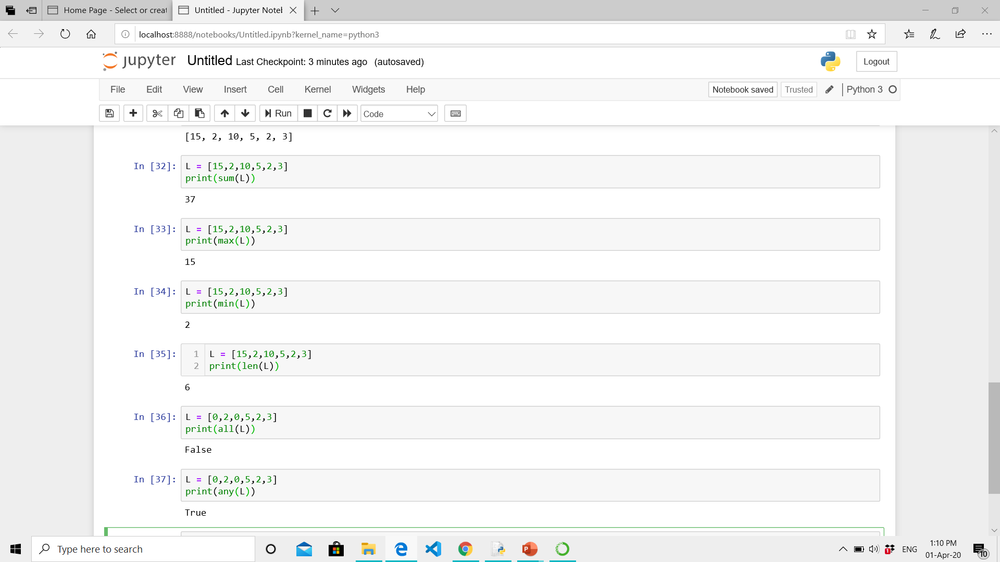 Home Page - Select or creat
Untitled - Jupyter Noteb
localhost:8888/notebooks/Untitled.ipynb?kernel_name=python3
jupyter Untitled Last Checkpoint: 3 minutes ago (autosaved)
Logout
File Edit View Insert Cell Kernel Widgets Help
Notebook saved Trusted Python 3
Run Code
[15, 2, 10, 5, 2, 3]
In [32]: L = [15,2,10,5,2,3]
print(sum(L))
37
In [33]: L = [15,2,10,5,2,3]
print(max(L))
15
In [34]: L = [15,2,10,5,2,3]
print(min(L))
2
In [35]: 1 L = [15,2,10,5,2,3]
2 print(len(L))
6
In [36]: L = [0,2,0,5,2,3]
print(all(L))
False
In [37]: L = [0,2,0,5,2,3]
print(any(L))
True
Type here to search
P
1
ENG
1:10 PM
01-Apr-20
10